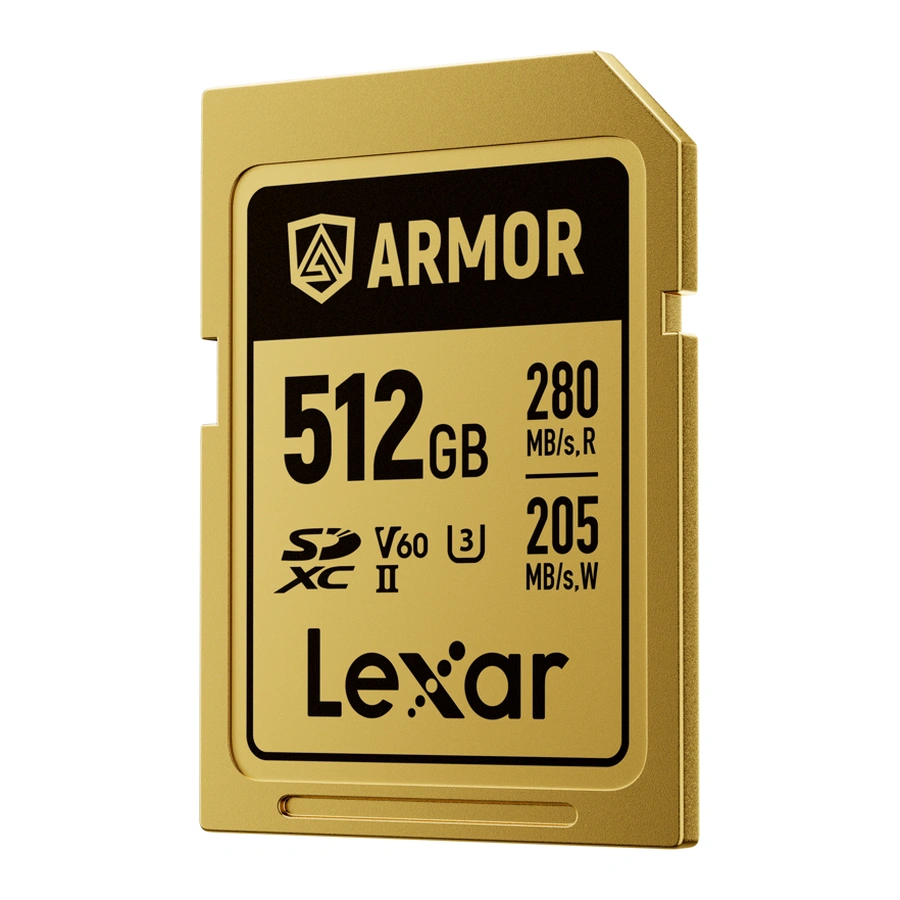 ARMOR
512GB
280
MB/s,R
205
MB/s,W
SD XC
V60
II
3
Lexar